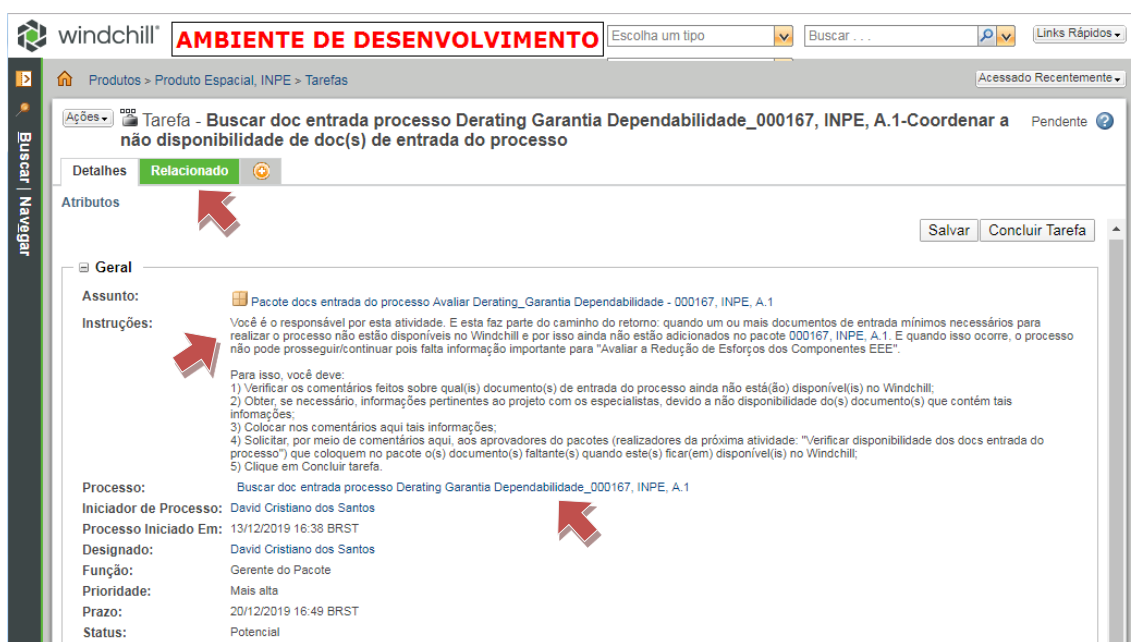 windchill®
AMBIENTE DE DESENVOLVIMENTO
Escolha um tipo
Buscar . . .
Links Rápidos
Produtos > Produto Espacial, INPE > Tarefas
Acessado Recentemente
Buscar | Navegar
Ações
Tarefa - Buscar doc entrada processo Derating Garantia Dependabilidade_000167, INPE, A.1-Coordenar a
não disponibilidade de doc(s) de entrada do processo
Pendente
Detalhes
Relacionado
Atributos
Salvar
Concluir Tarefa
Geral
Assunto: Pacote docs entrada do processo Avaliar Derating_Garantia Dependabilidade - 000167, INPE, A.1
Instruções: Você é o responsável por esta atividade. E esta faz parte do caminho do retorno: quando um ou mais documentos de entrada mínimos necessários para
realizar o processo não estão disponíveis no Windchill e por isso ainda não estão adicionados no pacote 000167, INPE, A.1. E quando isso ocorre, o processo
não pode prosseguir/continuar pois falta informação importante para "Avaliar a Redução de Esforços dos Componentes EEE".
Para isso, você deve:
1) Verificar os comentários feitos sobre qual(is) documento(s) de entrada do processo ainda não está(ão) disponível(is) no Windchill;
2) Obter, se necessário, informações pertinentes ao projeto com os especialistas, devido a não disponibilidade do(s) documento(s) que contém tais
infomações;
3) Colocar nos comentários aqui tais informações;
4) Solicitar, por meio de comentários aqui, aos aprovadores do pacotes (realizadores da próxima atividade: "Verificar disponibilidade dos docs entrada do
processo") que coloquem no pacote o(s) documento(s) faltante(s) quando este(s) ficar(em) disponível(is) no Windchill;
5) Clique em Concluir tarefa.
Processo: Buscar doc entrada processo Derating Garantia Dependabilidade_000167, INPE, A.1
Iniciador de Processo: David Cristiano dos Santos
Processo Iniciado Em: 13/12/2019 16:38 BRST
Designado: David Cristiano dos Santos
Função: Gerente do Pacote
Prioridade: Mais alta
Prazo: 20/12/2019 16:49 BRST
Status: Potencial